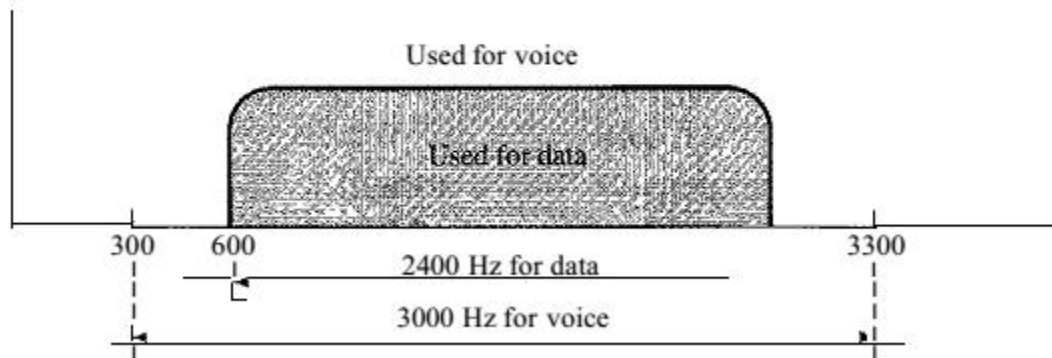 Used for voice
Used for data
300 600 3300
2400 Hz for data
3000 Hz for voice